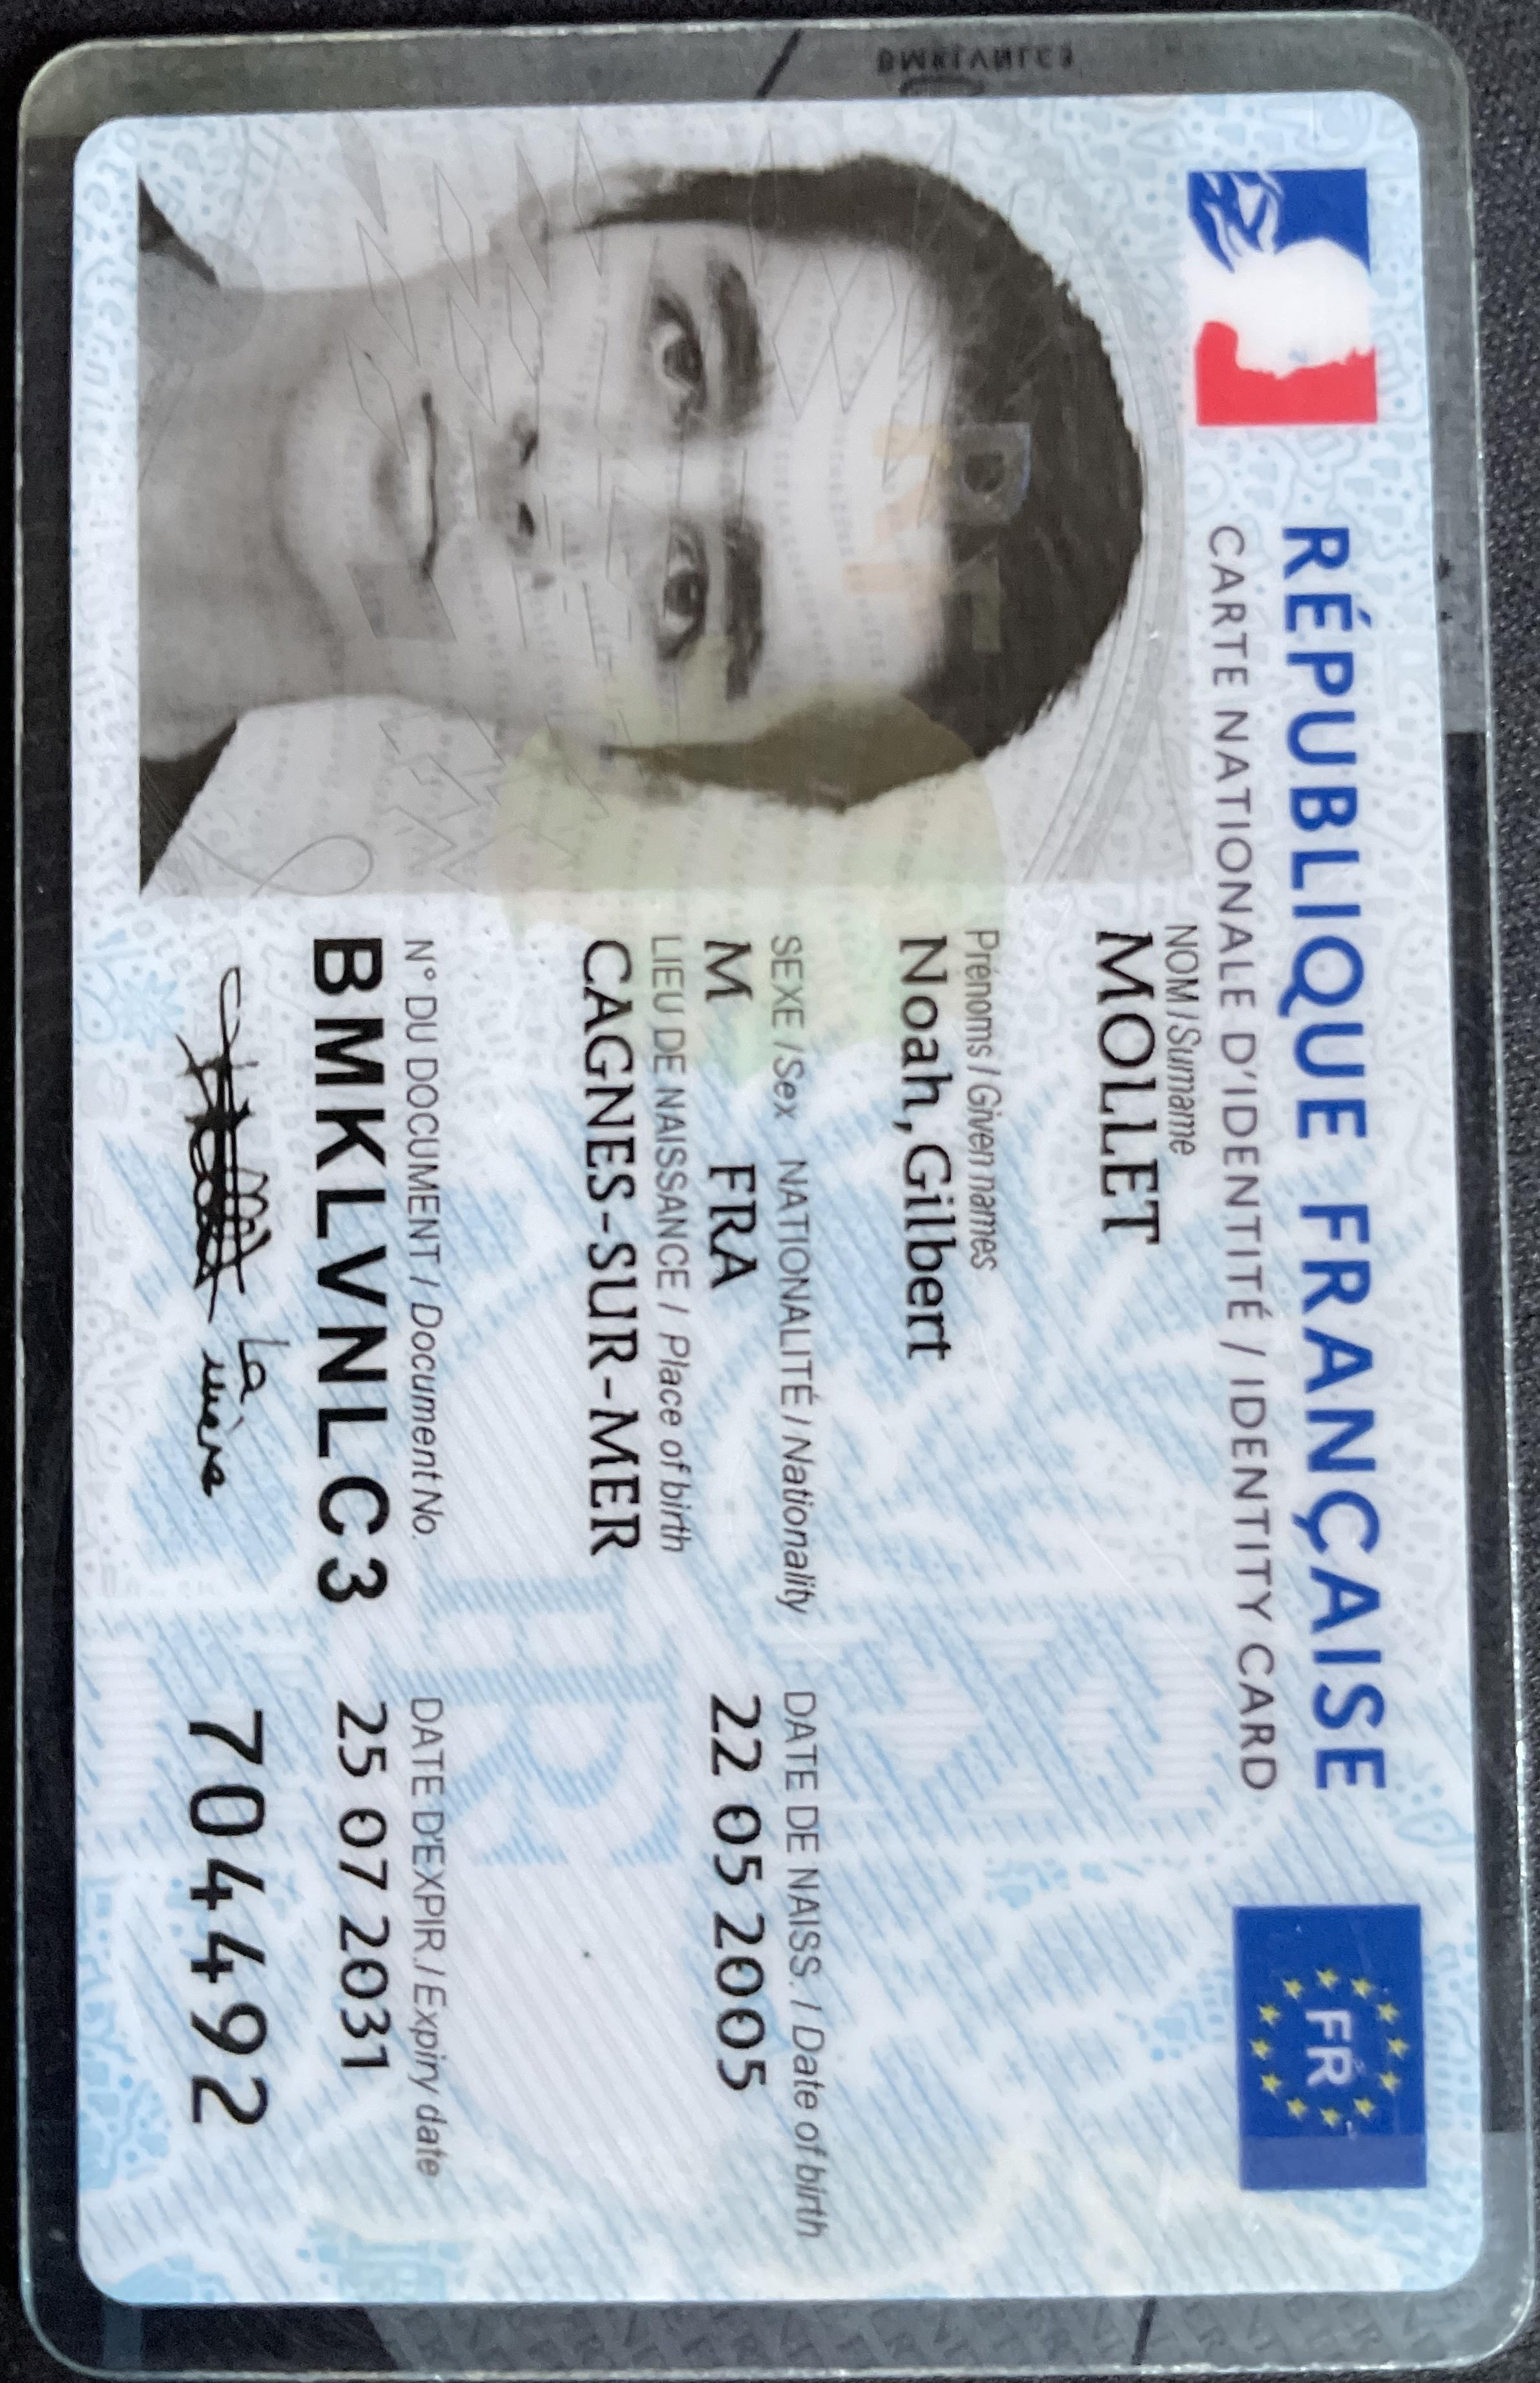 RÉPUBLIQUE FRANÇAISE
FR
CARTE NATIONALE D'IDENTITÉ / IDENTITY CARD
NOM / Surname
MOLLET
Prénoms / Given names
Noah, Gilbert
SEXE / Sex NATIONALITÉ / Nationality DATE DE NAISS. / Date of birth
M FRA 22 05 2005
LIEU DE NAISSANCE / Place of birth
CAGNES-SUR-MER
N° DU DOCUMENT / Document No. DATE D'EXPIR. / Expiry date
BMKLVNLC3 25 07 2031
La
mère
704492